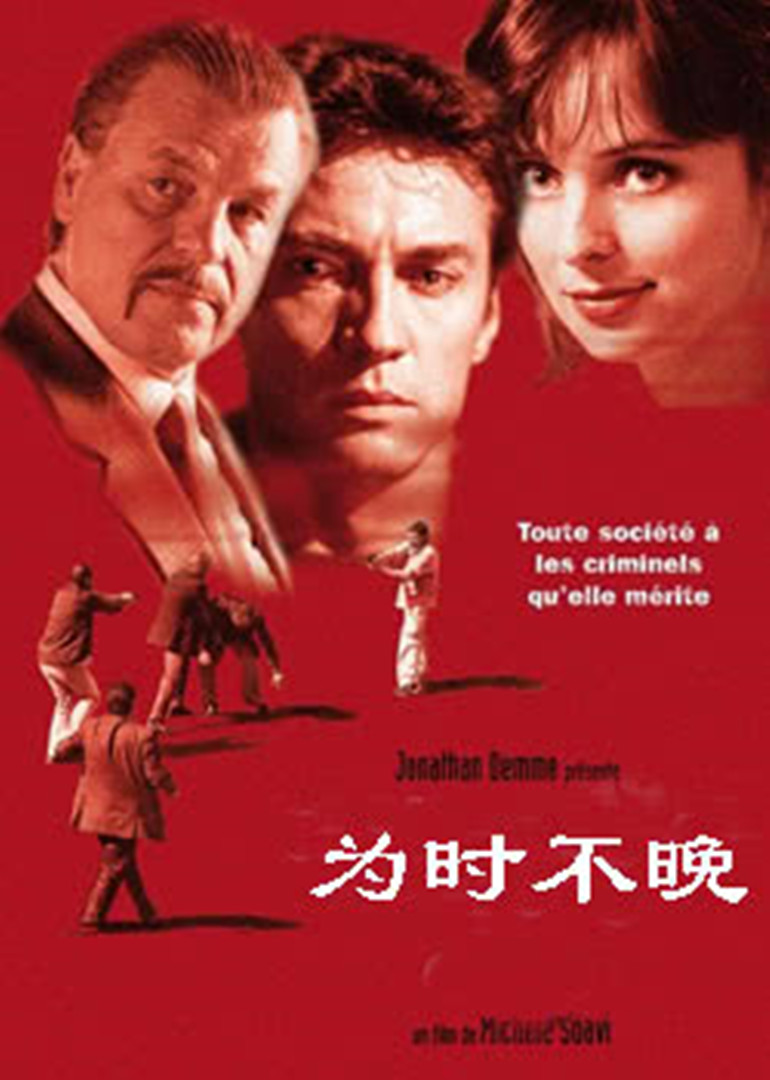 Toute société à
les criminels
qu'elle mérite
Jonathan Demme présente
为时不晚
un film de Michele Soavi